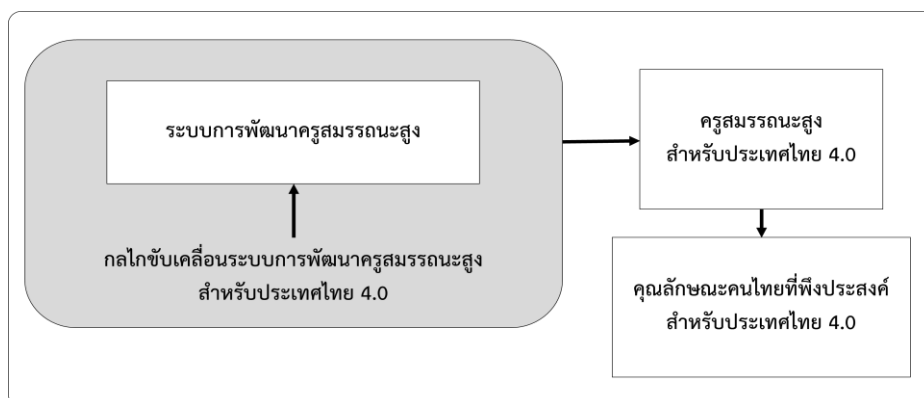 ระบบการพัฒนาครูสมรรถนะสูง
กลไกขับเคลื่อนระบบการพัฒนาครูสมรรถนะสูง
สำหรับประเทศไทย 4.0
ครูสมรรถนะสูง
สำหรับประเทศไทย 4.0
คุณลักษณะคนไทยที่พึงประสงค์
สำหรับประเทศไทย 4.0